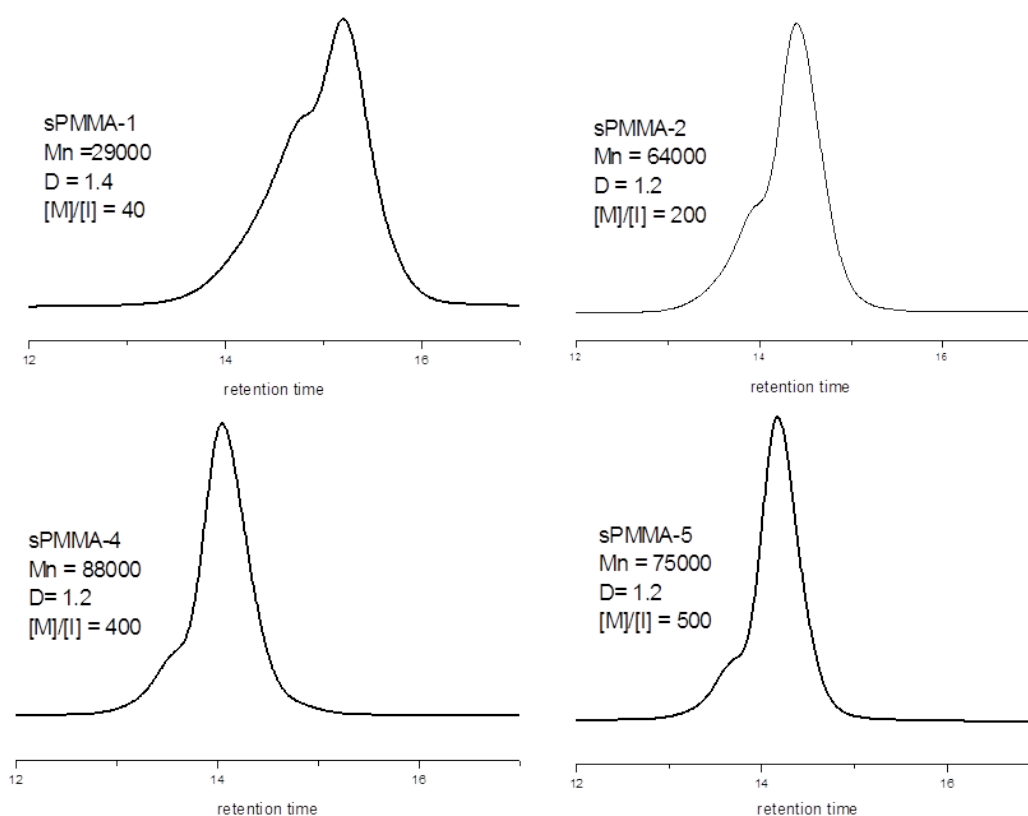 sPMMA-1
Mn =29000
D = 1.4
[M]/[I] = 40
12
14
16
retention time
sPMMA-2
Mn = 64000
D = 1.2
[M]/[I] = 200
12
14
16
retention time
sPMMA-4
Mn = 88000
D= 1.2
[M]/[I] = 400
12
14
16
retention time
sPMMA-5
Mn = 75000
D= 1.2
[M]/[I] = 500
12
14
16
retention time